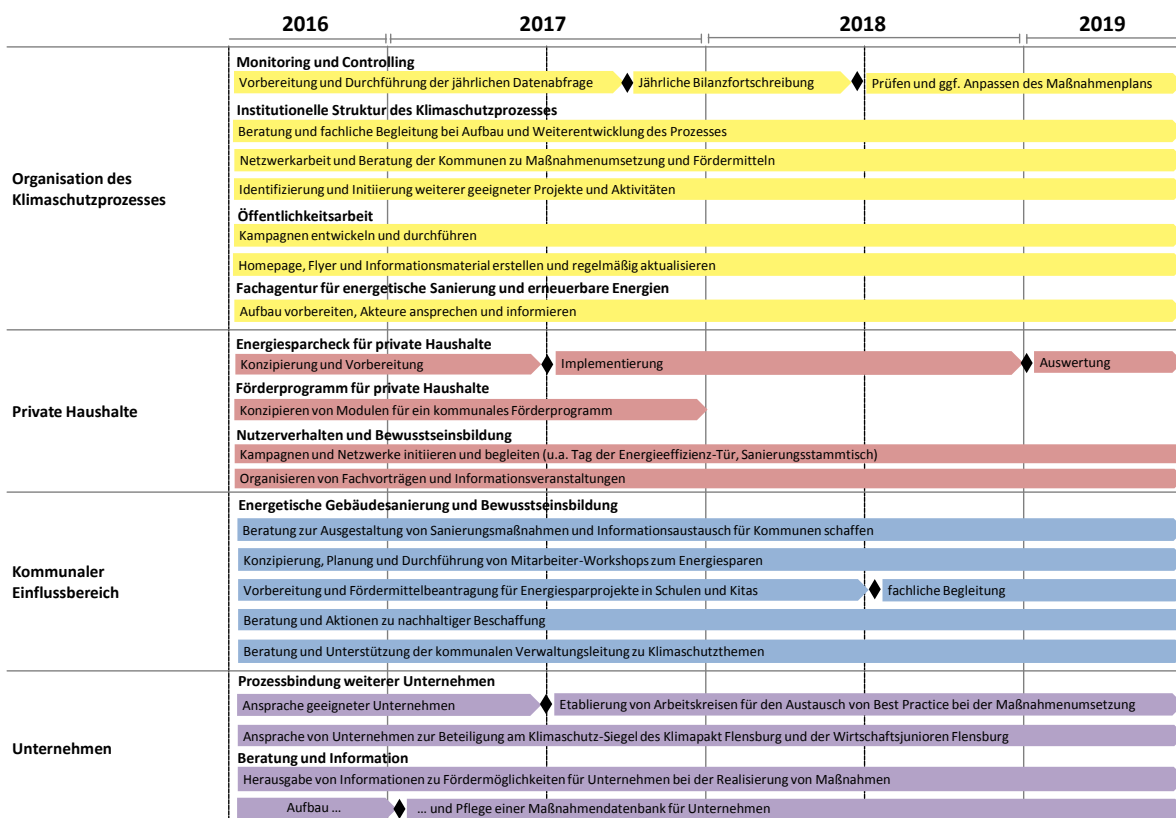 2016 2017 2018 2019
Monitoring und Controlling
Vorbereitung und Durchführung der jährlichen Datenabfrage Jährliche Bilanzfortschreibung Prüfen und ggf. Anpassen des Maßnahmenplans
Institutionelle Struktur des Klimaschutzprozesses
Beratung und fachliche Begleitung bei Aufbau und Weiterentwicklung des Prozesses
Netzwerkarbeit und Beratung der Kommunen zu Maßnahmenumsetzung und Fördermitteln
Organisation des
Klimaschutzprozesses
Identifizierung und Initiierung weiterer geeigneter Projekte und Aktivitäten
Öffentlichkeitsarbeit
Kampagnen entwickeln und durchführen
Homepage, Flyer und Informationsmaterial erstellen und regelmäßig aktualisieren
Fachagentur für energetische Sanierung und erneuerbare Energien
Aufbau vorbereiten, Akteure ansprechen und informieren
Energiesparcheck für private Haushalte
Konzipierung und Vorbereitung Implementierung Auswertung
Förderprogramm für private Haushalte
Private Haushalte
Konzipieren von Modulen für ein kommunales Förderprogramm
Nutzerverhalten und Bewusstseinsbildung
Kampagnen und Netzwerke initiieren und begleiten (u.a. Tag der Energieeffizienz-Tür, Sanierungsstammtisch)
Organisieren von Fachvorträgen und Informationsveranstaltungen
Energetische Gebäudesanierung und Bewusstseinsbildung
Beratung zur Ausgestaltung von Sanierungsmaßnahmen und Informationsaustausch für Kommunen schaffen
Konzipierung, Planung und Durchführung von Mitarbeiter-Workshops zum Energiesparen
Kommunaler
Einflussbereich
Vorbereitung und Fördermittelbeantragung für Energiesparprojekte in Schulen und Kitas fachliche Begleitung
Beratung und Aktionen zu nachhaltiger Beschaffung
Beratung und Unterstützung der kommunalen Verwaltungsleitung zu Klimaschutzthemen
Prozessbindung weiterer Unternehmen
Ansprache geeigneter Unternehmen Etablierung von Arbeitskreisen für den Austausch von Best Practice bei der Maßnahmenumsetzung
Ansprache von Unternehmen zur Beteiligung am Klimaschutz-Siegel des Klimapakt Flensburg und der Wirtschaftsjunioren Flensburg
Unternehmen
Beratung und Information
Herausgabe von Informationen zu Fördermöglichkeiten für Unternehmen bei der Realisierung von Maßnahmen
Aufbau … … und Pflege einer Maßnahmendatenbank für Unternehmen